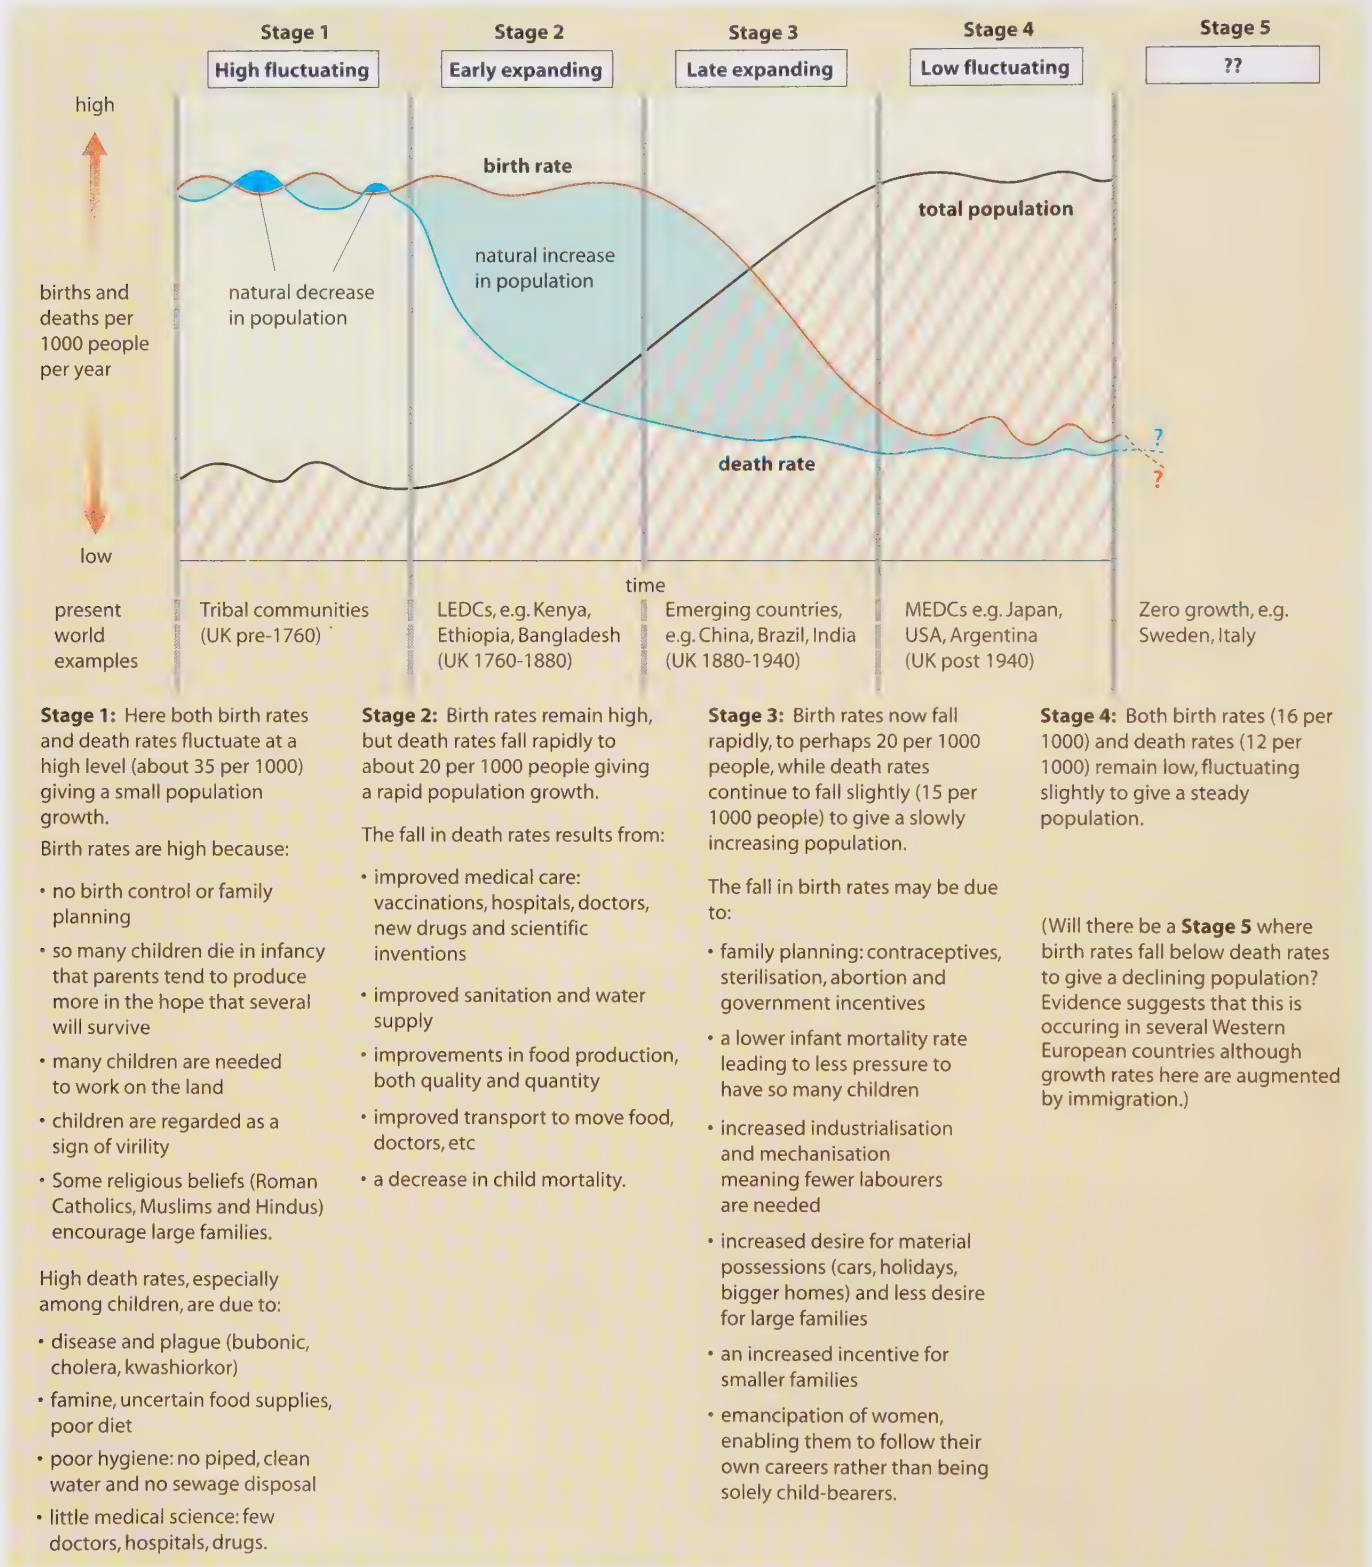 Stage 1
Stage 2
Stage 3
Stage 4
Stage 5
High fluctuating
Early expanding
Late expanding
Low fluctuating
??
high
births and
deaths per
1000 people
per year
low
birth rate
natural increase
in population
natural decrease
in population
total population
death rate
?
?
time
present
world
examples
Tribal communities
(UK pre-1760)
LEDCs, e.g. Kenya,
Ethiopia, Bangladesh
(UK 1760-1880)
Emerging countries,
e.g. China, Brazil, India
(UK 1880-1940)
MEDCs e.g. Japan,
USA, Argentina
(UK post 1940)
Zero growth, e.g.
Sweden, Italy
Stage 1: Here both birth rates
and death rates fluctuate at a
high level (about 35 per 1000)
giving a small population
growth.
Birth rates are high because:
• no birth control or family
planning
• so many children die in infancy
that parents tend to produce
more in the hope that several
will survive
• many children are needed
to work on the land
• children are regarded as a
sign of virility
• Some religious beliefs (Roman
Catholics, Muslims and Hindus)
encourage large families.
High death rates, especially
among children, are due to:
• disease and plague (bubonic,
cholera, kwashiorkor)
• famine, uncertain food supplies,
poor diet
• poor hygiene: no piped, clean
water and no sewage disposal
• little medical science: few
doctors, hospitals, drugs.
Stage 2: Birth rates remain high,
but death rates fall rapidly to
about 20 per 1000 people giving
a rapid population growth.
The fall in death rates results from:
• improved medical care:
vaccinations, hospitals, doctors,
new drugs and scientific
inventions
• improved sanitation and water
supply
• improvements in food production,
both quality and quantity
• improved transport to move food,
doctors, etc
• a decrease in child mortality.
Stage 3: Birth rates now fall
rapidly, to perhaps 20 per 1000
people, while death rates
continue to fall slightly (15 per
1000 people) to give a slowly
increasing population.
The fall in birth rates may be due
to:
• family planning: contraceptives,
sterilisation, abortion and
government incentives
• a lower infant mortality rate
leading to less pressure to
have so many children
• increased industrialisation
and mechanisation
meaning fewer labourers
are needed
• increased desire for material
possessions (cars, holidays,
bigger homes) and less desire
for large families
• an increased incentive for
smaller families
• emancipation of women,
enabling them to follow their
own careers rather than being
solely child-bearers.
Stage 4: Both birth rates (16 per
1000) and death rates (12 per
1000) remain low, fluctuating
slightly to give a steady
population.
(Will there be a Stage 5 where
birth rates fall below death rates
to give a declining population?
Evidence suggests that this is
occuring in several Western
European countries although
growth rates here are augmented
by immigration.)